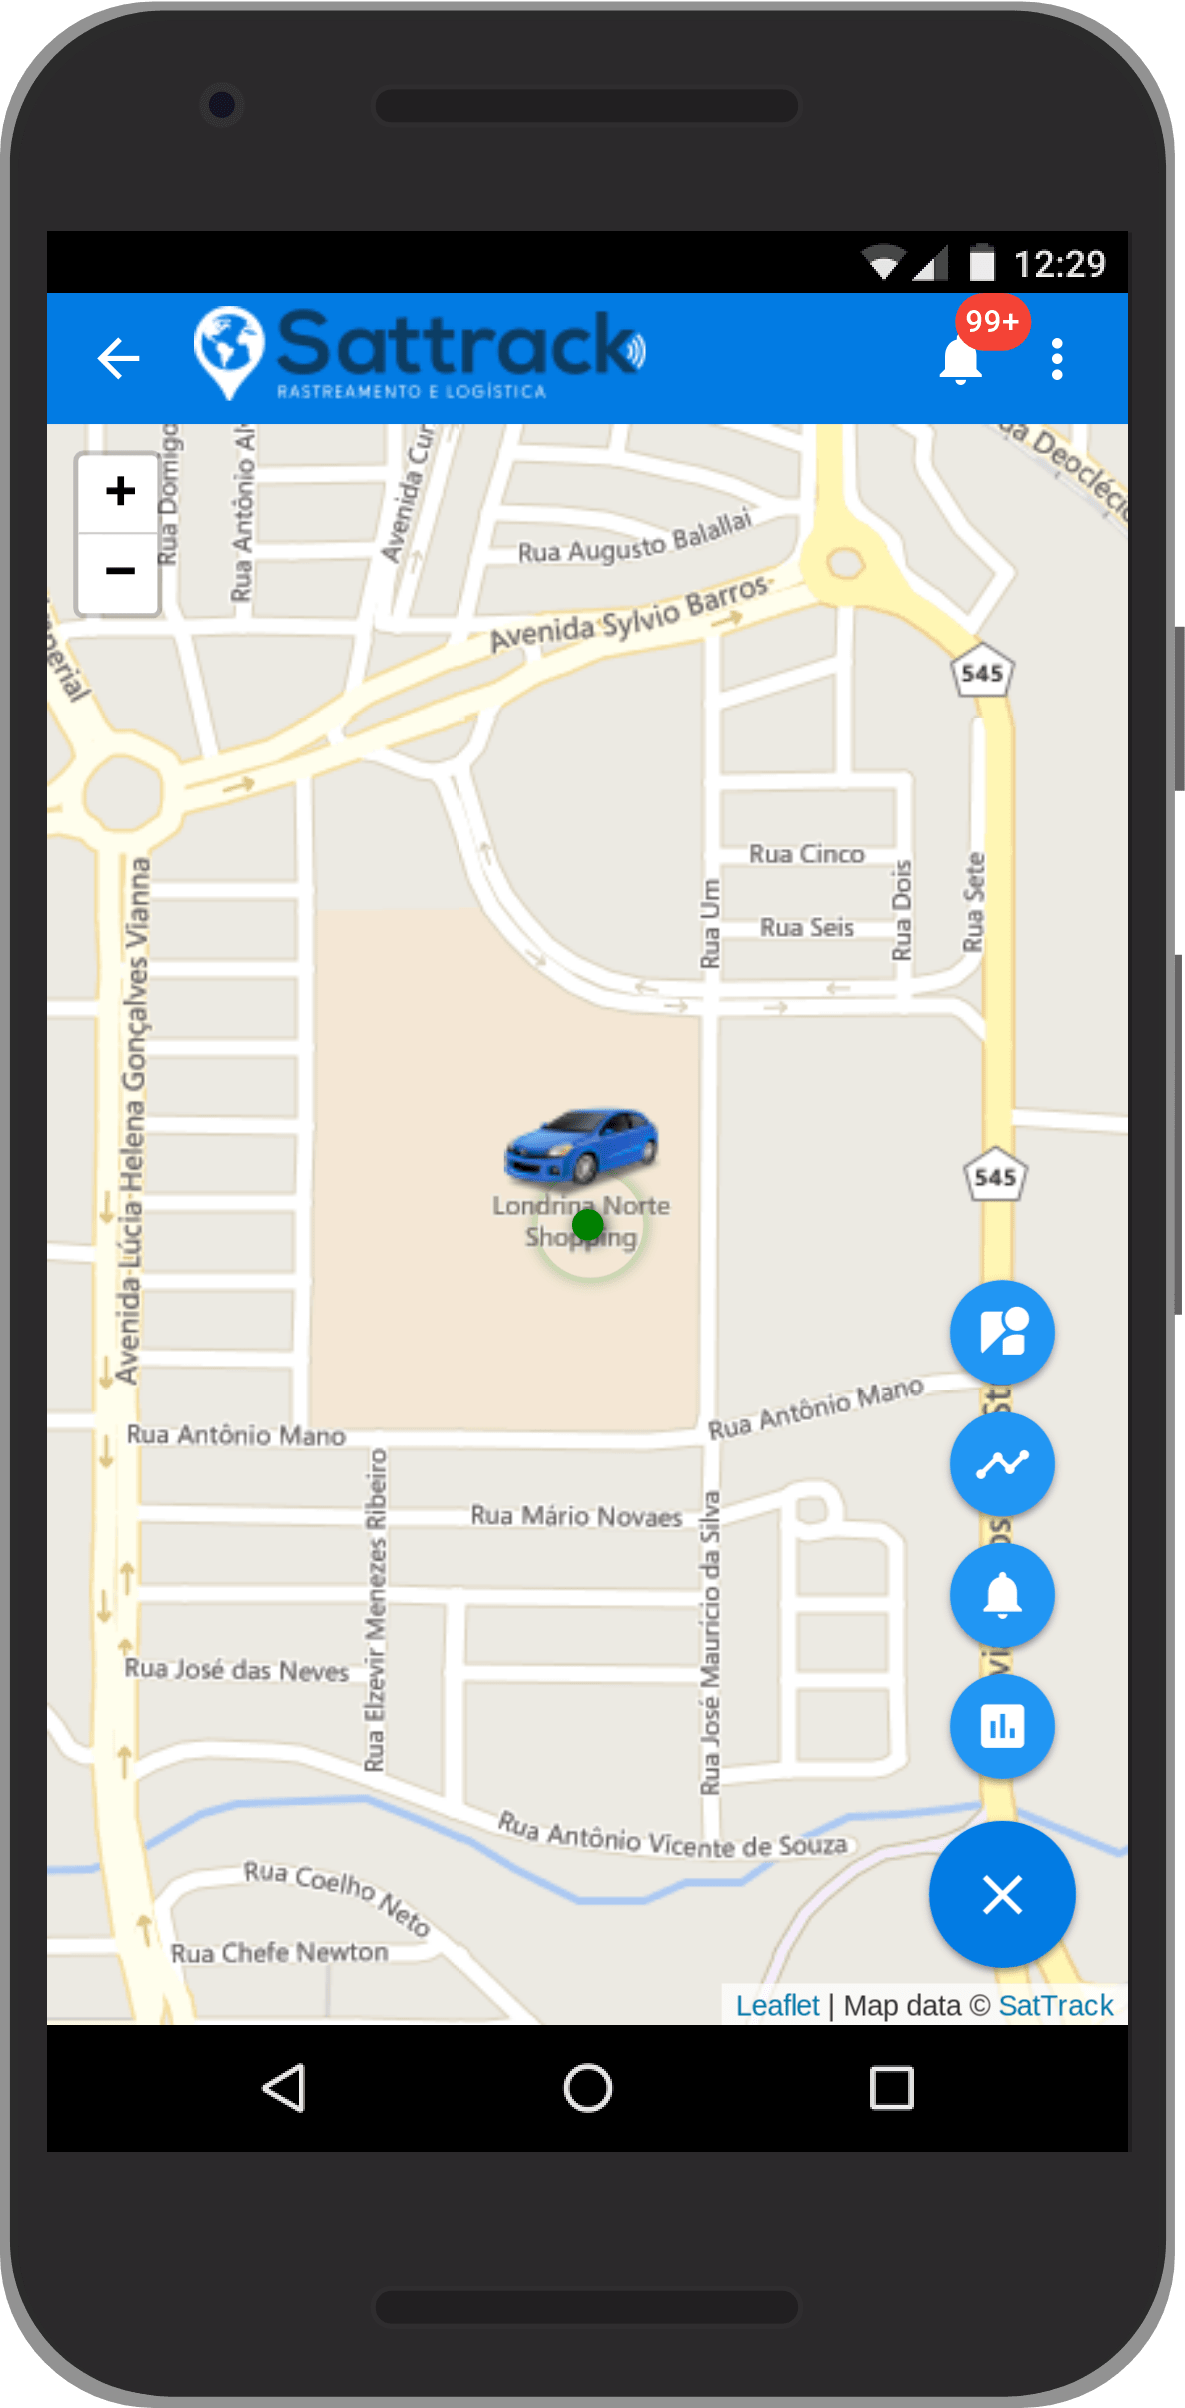 12:29
Sattrack
RASTREAMENTO E LOGÍSTICA
99+
+
−
Rua Domigo
Rua Antônio Al
Avenida Cur
Rua Augusto Balallai
Avenida Sylvio Barros
Deoclécio
perial
545
Rua Cinco
Rua Um
Rua Dois
Rua Sete
Rua Seis
Avenida Lúcia Helena Gonçalves Vianna
Londrina Norte
Shopping
545
Rua Antônio Mano
Rua Antônio Mano
Rua Mário Novaes
Rua Elzevir Menezes Ribeiro
Rua José Maurício da Silva
Rua José das Neves
Rua Antônio Vicente de Souza
Rua Coelho Neto
Rua Chefe Newton
Leaflet | Map data © SatTrack